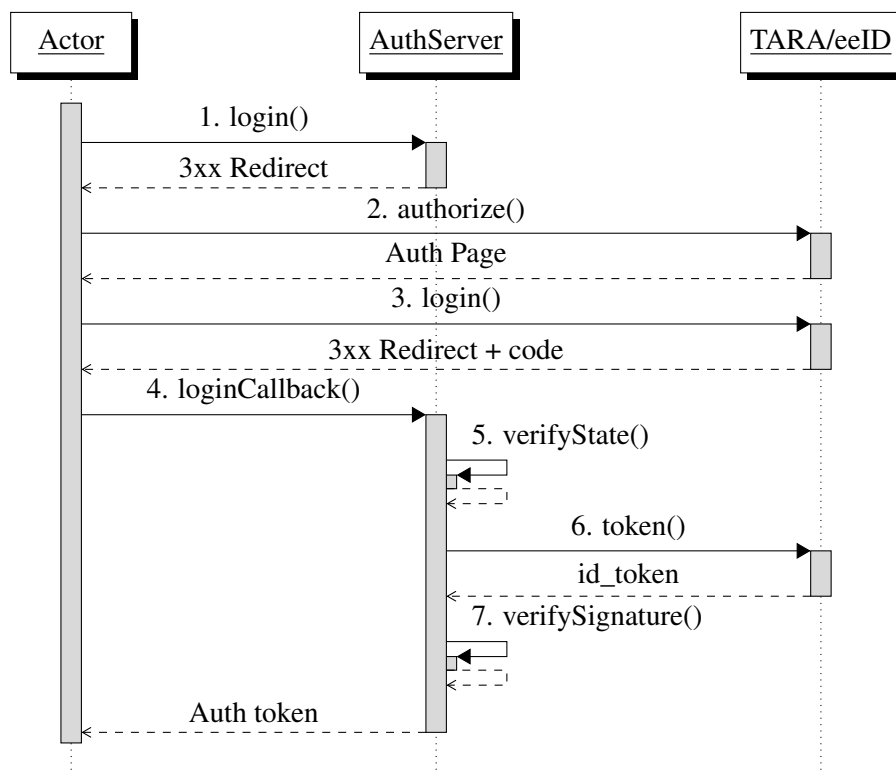 Actor
AuthServer
TARA/eeID
1. login()
3xx Redirect
2. authorize()
Auth Page
3. login()
3xx Redirect + code
4. loginCallback()
5. verifyState()
6. token()
id_token
7. verifySignature()
Auth token